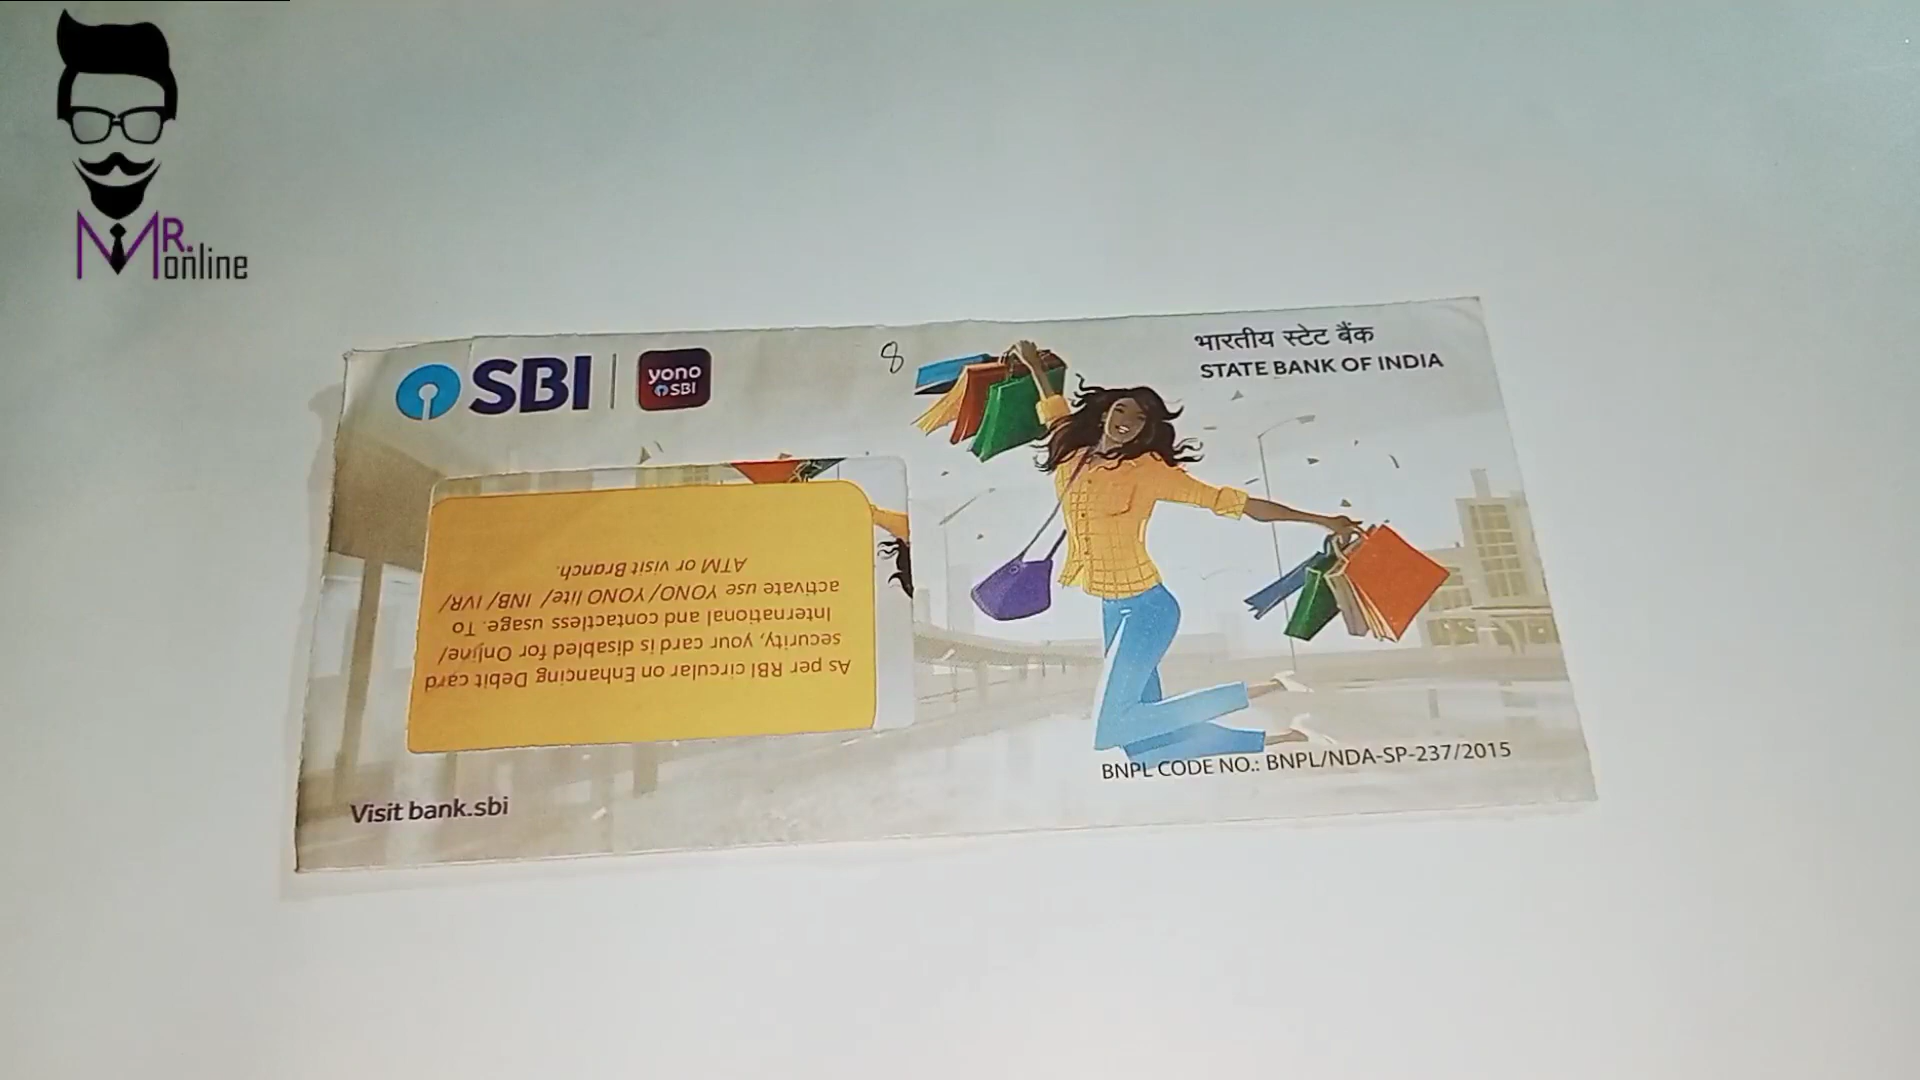 MR.
online
SBI
yono
SBI
8
भारतीय स्टेट बैंक
STATE BANK OF INDIA
As per RBI circular on Enhancing Debit card
security, your card is disabled for Online/
International and contactless usage. To
activate use YONO/YONO lite/ INB/ IVR/
ATM or visit Branch.
BNPL CODE NO.: BNPL/NDA-SP-237/2015
Visit bank.sbi